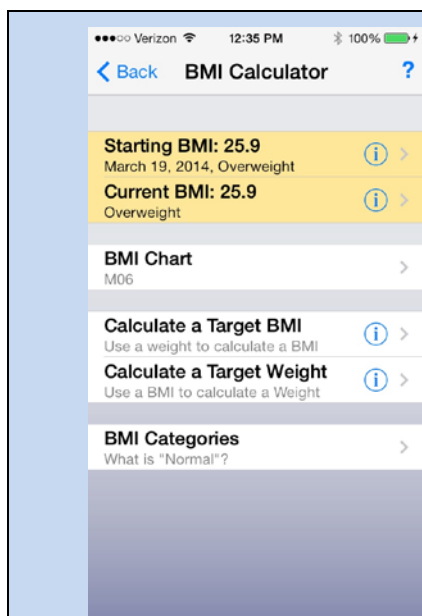 Verizon 12:35 PM 100%
Back BMI Calculator ?
Starting BMI: 25.9
March 19, 2014, Overweight
Current BMI: 25.9
Overweight
BMI Chart
M06
Calculate a Target BMI
Use a weight to calculate a BMI
Calculate a Target Weight
Use a BMI to calculate a Weight
BMI Categories
What is "Normal"?